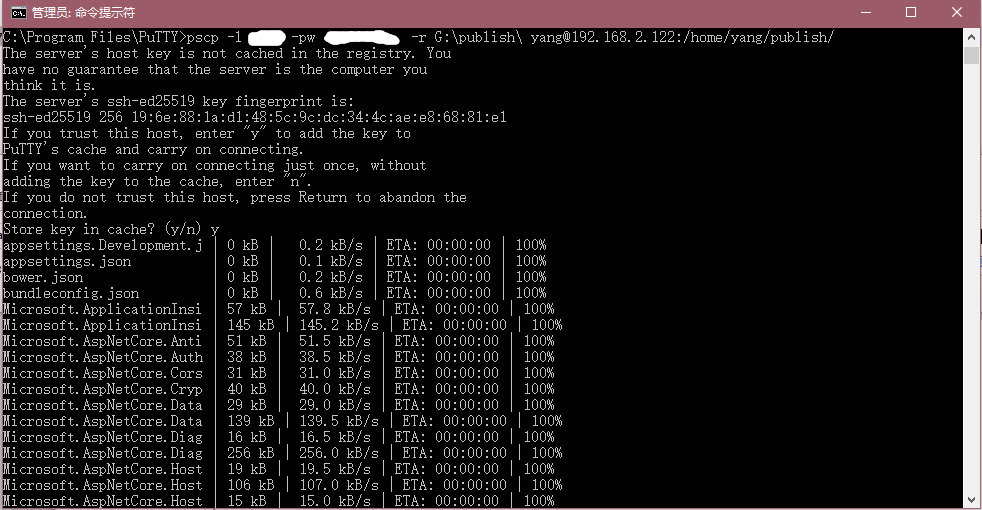 管理员: 命令提示符
C:\Program Files\PuTTY>pscp -l -pw -r G:\publish\ yang@192.168.2.122:/home/yang/publish/
The server's host key is not cached in the registry. You
have no guarantee that the server is the computer you
think it is.
The server's ssh-ed25519 key fingerprint is:
ssh-ed25519 256 19:6e:88:1a:d1:48:5c:9c:dc:34:4c:ae:e8:68:81:e1
If you trust this host, enter "y" to add the key to
PuTTY's cache and carry on connecting.
If you want to carry on connecting just once, without
adding the key to the cache, enter "n".
If you do not trust this host, press Return to abandon the
connection.
Store key in cache? (y/n) y
appsettings.Development.j | 0 kB | 0.2 kB/s | ETA: 00:00:00 | 100%
appsettings.json | 0 kB | 0.1 kB/s | ETA: 00:00:00 | 100%
bower.json | 0 kB | 0.2 kB/s | ETA: 00:00:00 | 100%
bundleconfig.json | 0 kB | 0.6 kB/s | ETA: 00:00:00 | 100%
Microsoft.ApplicationInsi | 57 kB | 57.8 kB/s | ETA: 00:00:00 | 100%
Microsoft.ApplicationInsi | 145 kB | 145.2 kB/s | ETA: 00:00:00 | 100%
Microsoft.AspNetCore.Anti | 51 kB | 51.5 kB/s | ETA: 00:00:00 | 100%
Microsoft.AspNetCore.Auth | 38 kB | 38.5 kB/s | ETA: 00:00:00 | 100%
Microsoft.AspNetCore.Cors | 31 kB | 31.0 kB/s | ETA: 00:00:00 | 100%
Microsoft.AspNetCore.Cryp | 40 kB | 40.0 kB/s | ETA: 00:00:00 | 100%
Microsoft.AspNetCore.Data | 29 kB | 29.0 kB/s | ETA: 00:00:00 | 100%
Microsoft.AspNetCore.Data | 139 kB | 139.5 kB/s | ETA: 00:00:00 | 100%
Microsoft.AspNetCore.Diag | 16 kB | 16.5 kB/s | ETA: 00:00:00 | 100%
Microsoft.AspNetCore.Diag | 256 kB | 256.0 kB/s | ETA: 00:00:00 | 100%
Microsoft.AspNetCore.Host | 19 kB | 19.5 kB/s | ETA: 00:00:00 | 100%
Microsoft.AspNetCore.Host | 106 kB | 107.0 kB/s | ETA: 00:00:00 | 100%
Microsoft.AspNetCore.Host | 15 kB | 15.0 kB/s | ETA: 00:00:00 | 100%